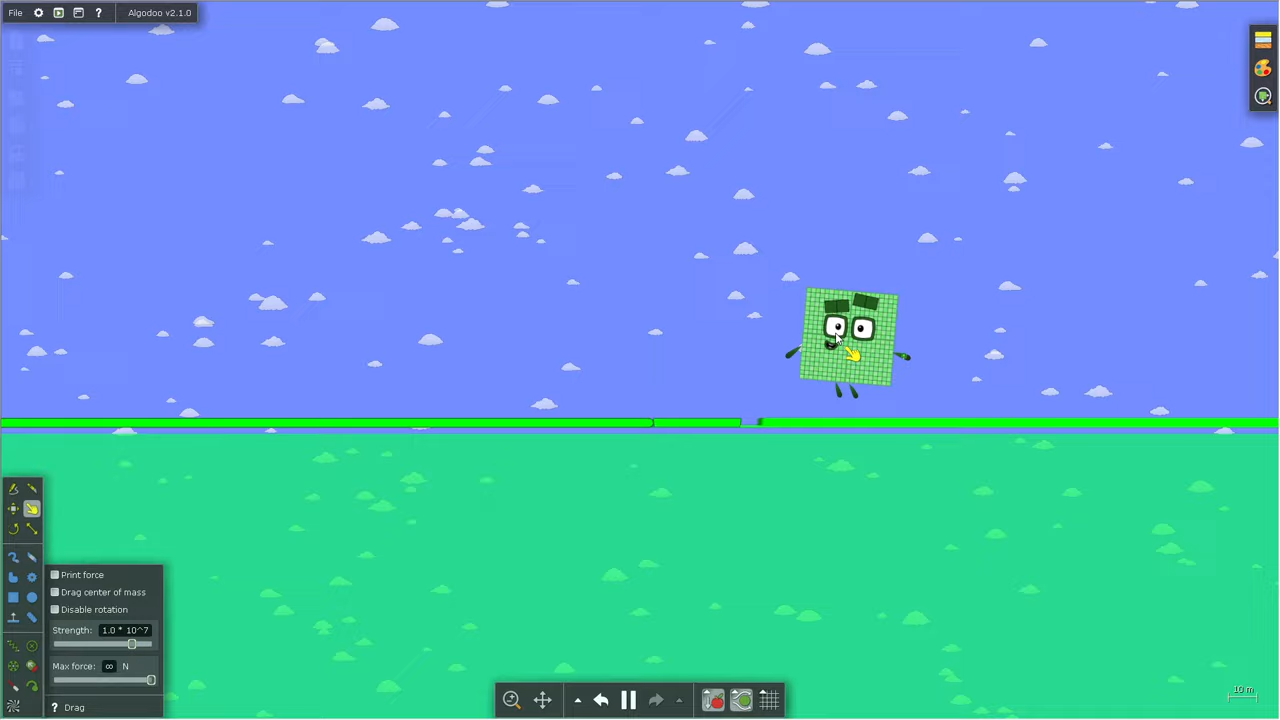 File ? Algodoo v2.1.0
Print force
Drag center of mass
Disable rotation
Strength: 1.0 * 10^7
Max force: ∞ N
? Drag
10 m